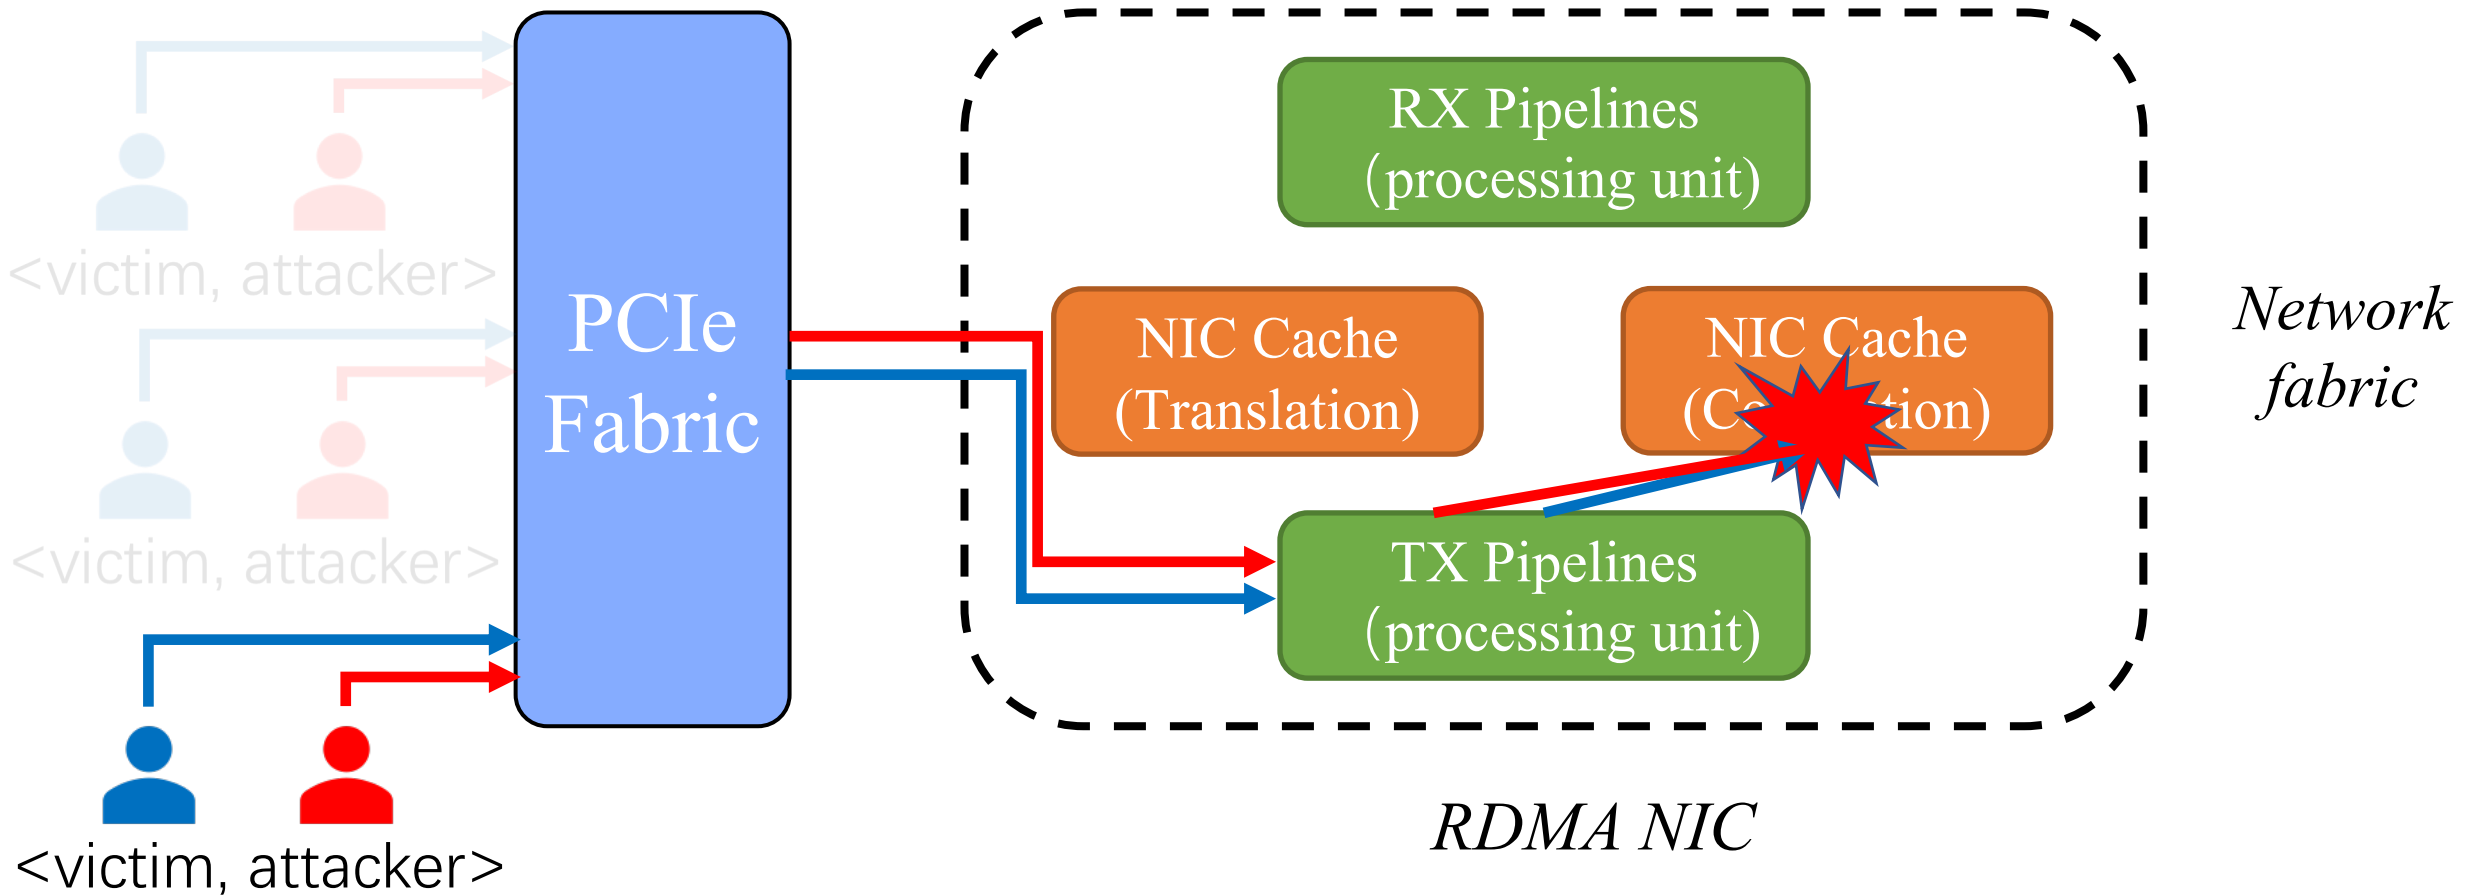 <victim, attacker>
<victim, attacker>
<victim, attacker>
PCIe
Fabric
RX Pipelines
(processing unit)
NIC Cache
(Translation)
NIC Cache
TX Pipelines
(processing unit)
RDMA NIC
Network
fabric